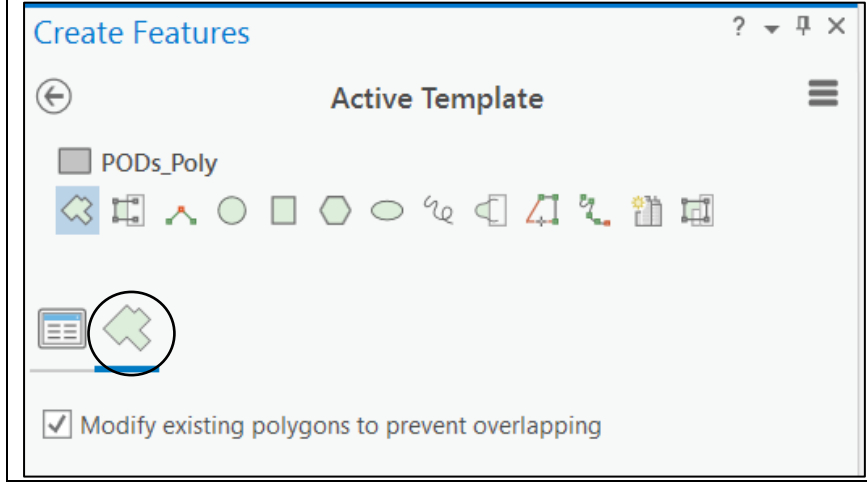 Create Features
?
Active Template
PODs_Poly
Modify existing polygons to prevent overlapping